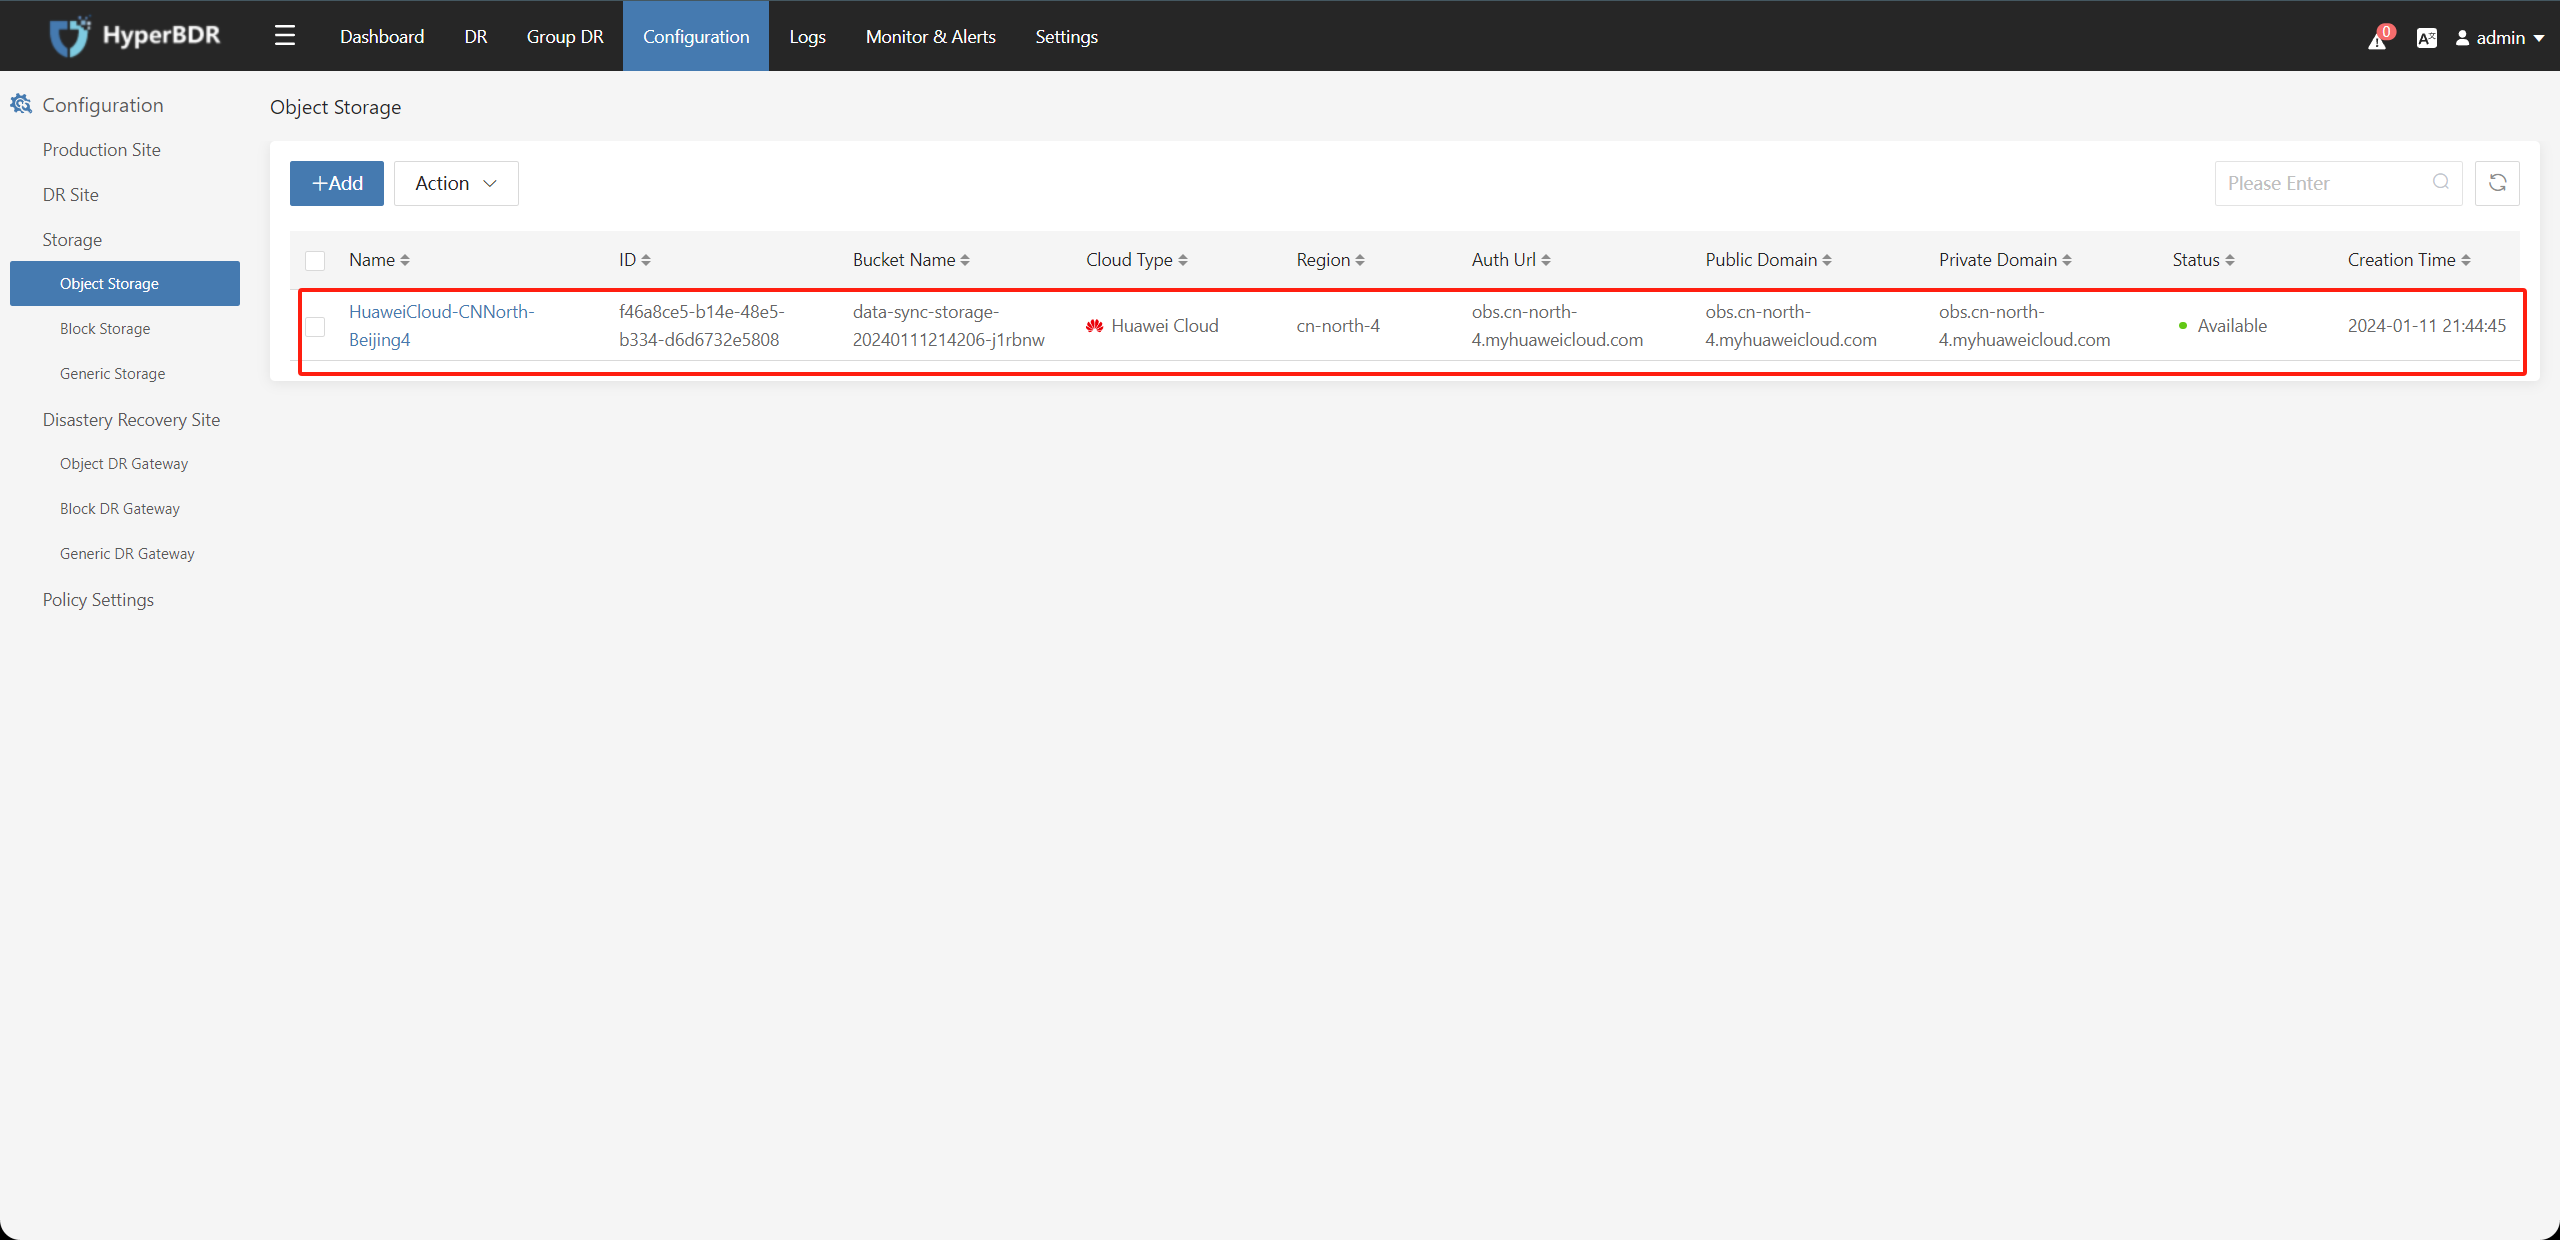 HyperBDR
Dashboard
DR
Group DR
Configuration
Logs
Monitor & Alerts
Settings
0
admin
Configuration
Production Site
DR Site
Storage
Object Storage
Block Storage
Generic Storage
Disastery Recovery Site
Object DR Gateway
Block DR Gateway
Generic DR Gateway
Policy Settings
Object Storage
+Add
Action
Please Enter
Name
ID
Bucket Name
Cloud Type
Region
Auth Url
Public Domain
Private Domain
Status
Creation Time
HuaweiCloud-CNNorth-
Beijing4
f46a8ce5-b14e-48e5-
b334-d6d6732e5808
data-sync-storage-
20240111214206-j1rbnw
Huawei Cloud
cn-north-4
obs.cn-north-
4.myhuaweicloud.com
obs.cn-north-
4.myhuaweicloud.com
obs.cn-north-
4.myhuaweicloud.com
Available
2024-01-11 21:44:45